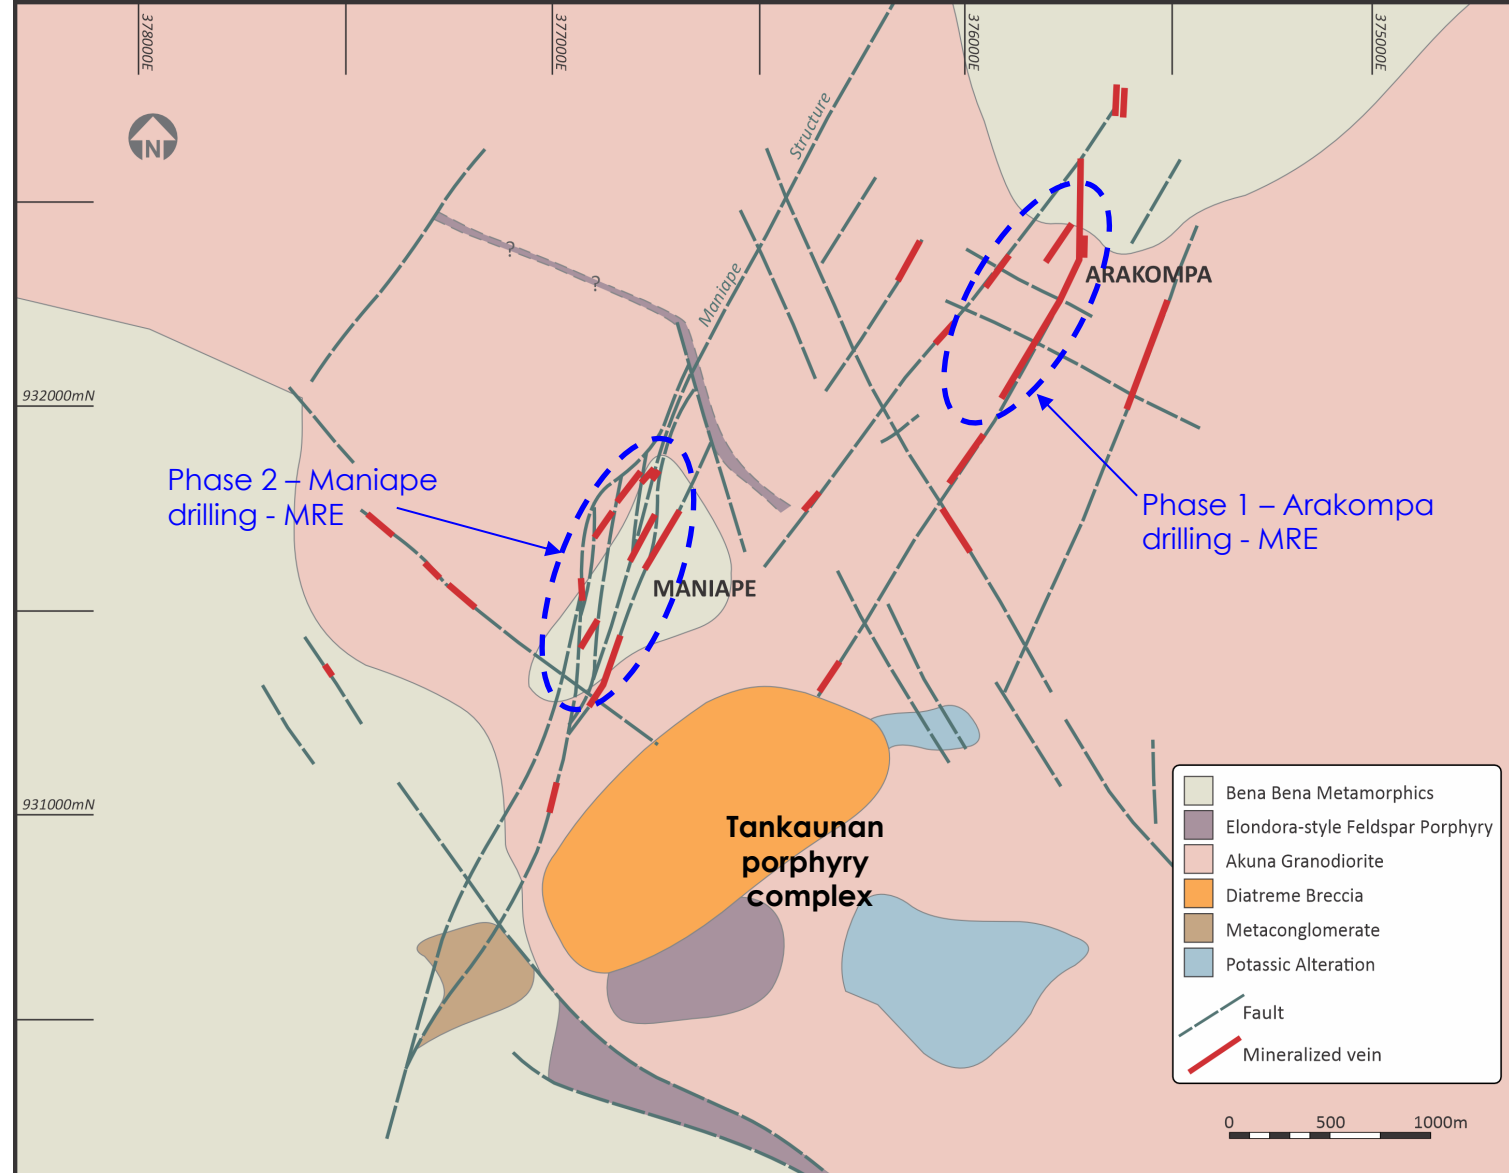 378000E
377000E
376000E
375000E
N
Structure
Maniape
?
?
ARAKOMPA
932000mN
Phase 2 – Maniape
drilling - MRE
Phase 1 – Arakompa
drilling - MRE
MANIAPE
931000mN
Tankaunan
porphyry
complex
Bena Bena Metamorphics
Elondora-style Feldspar Porphyry
Akuna Granodiorite
Diatreme Breccia
Metaconglomerate
Potassic Alteration
Fault
Mineralized vein
0 500 1000m